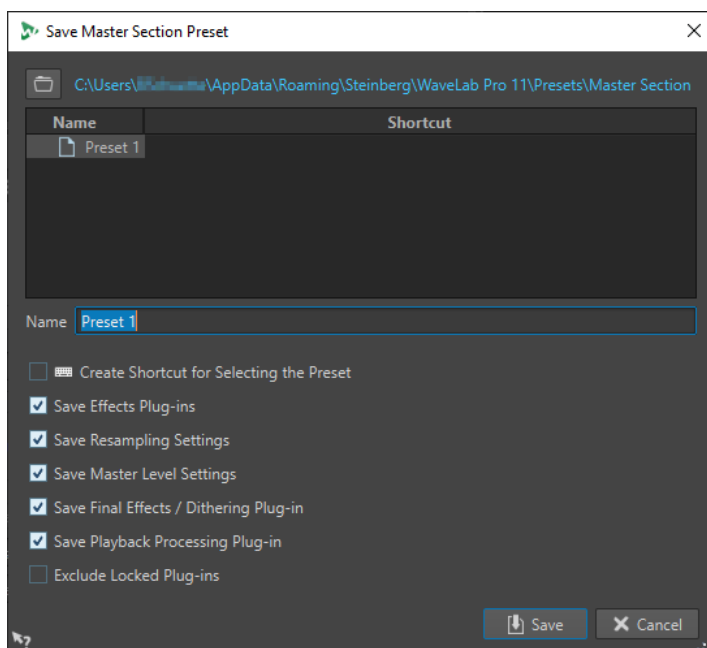 Save Master Section Preset
C:\Users\ \AppData\Roaming\Steinberg\WaveLab Pro 11\Presets\Master Section
Name Shortcut
Preset 1
Name Preset 1
Create Shortcut for Selecting the Preset
Save Effects Plug-ins
Save Resampling Settings
Save Master Level Settings
Save Final Effects / Dithering Plug-in
Save Playback Processing Plug-in
Exclude Locked Plug-ins
Save Cancel